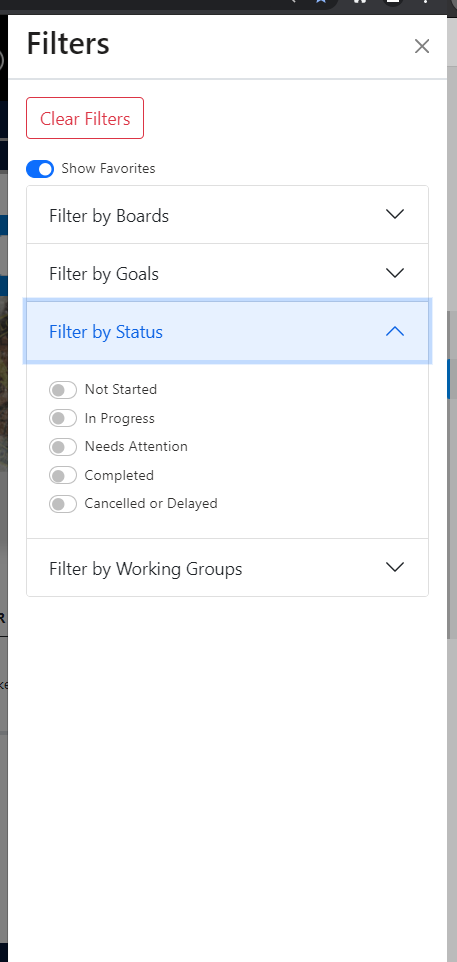 Filters
Clear Filters
Show Favorites
Filter by Boards
Filter by Goals
Filter by Status
Not Started
In Progress
Needs Attention
Completed
Cancelled or Delayed
Filter by Working Groups